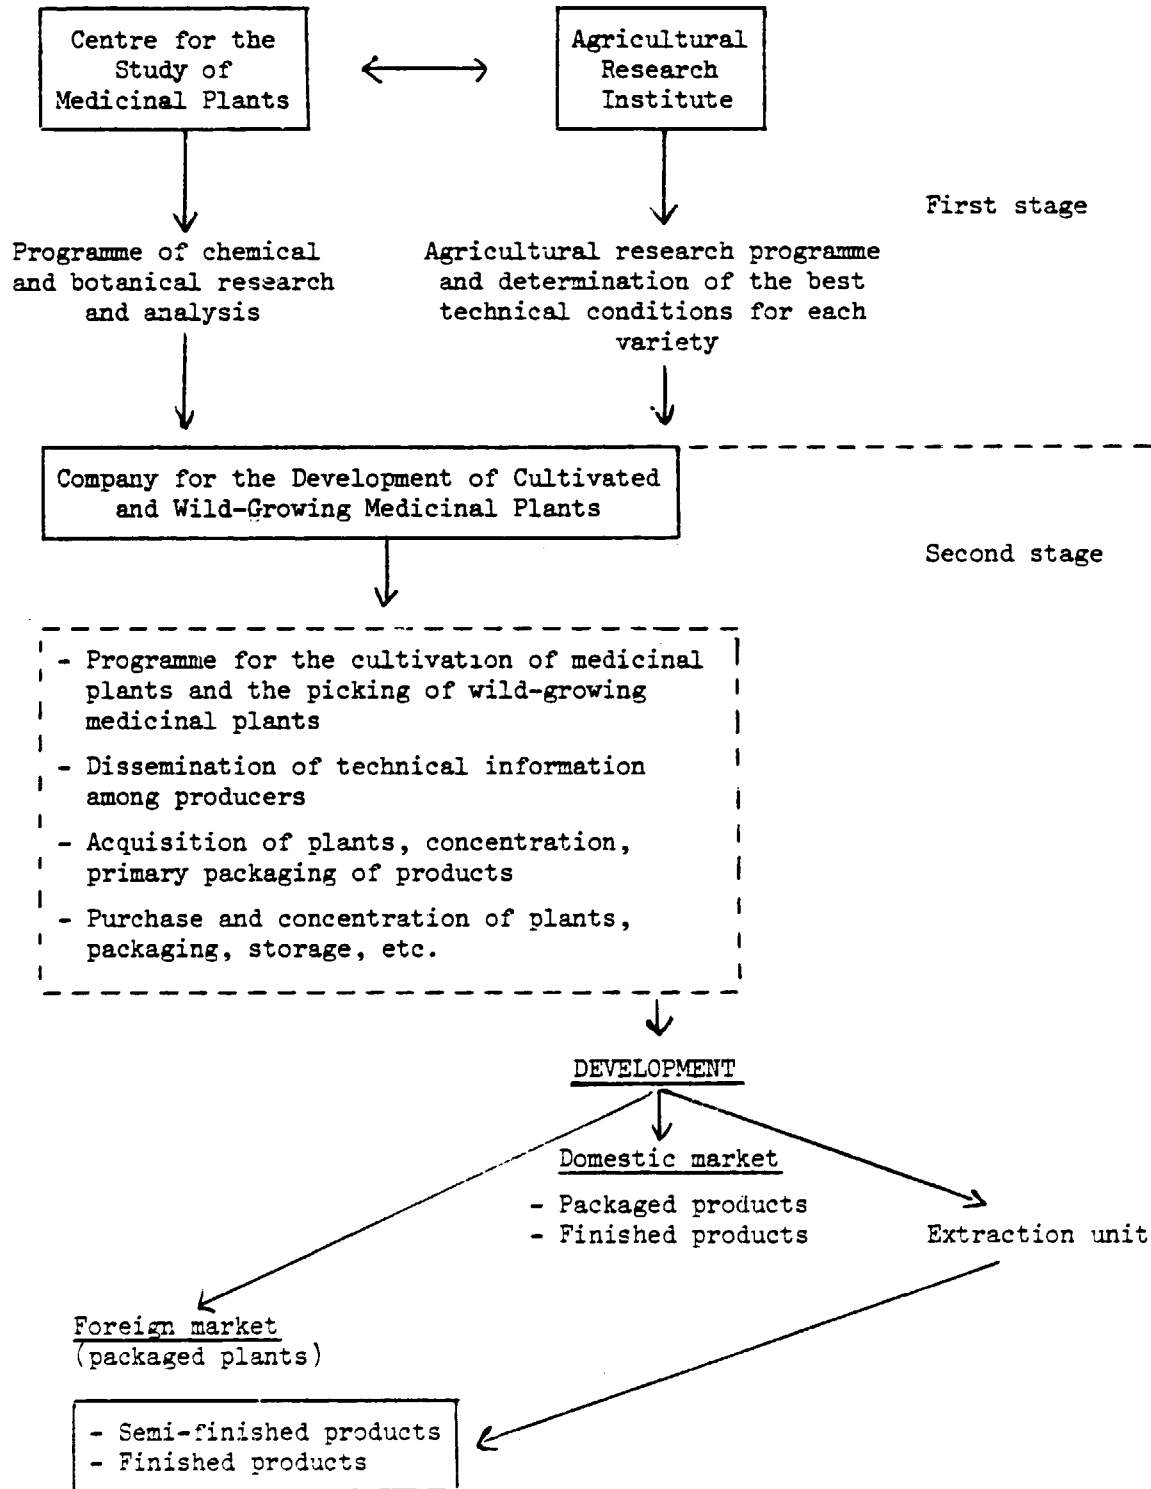 Centre for the
Study of
Medicinal Plants
Agricultural
Research
Institute
First stage
Programme of chemical
and botanical research
and analysis
Agricultural research programme
and determination of the best
technical conditions for each
variety
Company for the Development of Cultivated
and Wild-Growing Medicinal Plants
Second stage
- Programme for the cultivation of medicinal
plants and the picking of wild-growing
medicinal plants
- Dissemination of technical information
among producers
- Acquisition of plants, concentration,
primary packaging of products
- Purchase and concentration of plants,
packaging, storage, etc.
DEVELOPMENT
Domestic market
- Packaged products
- Finished products
Extraction unit
Foreign market
(packaged plants)
- Semi-finished products
- Finished products